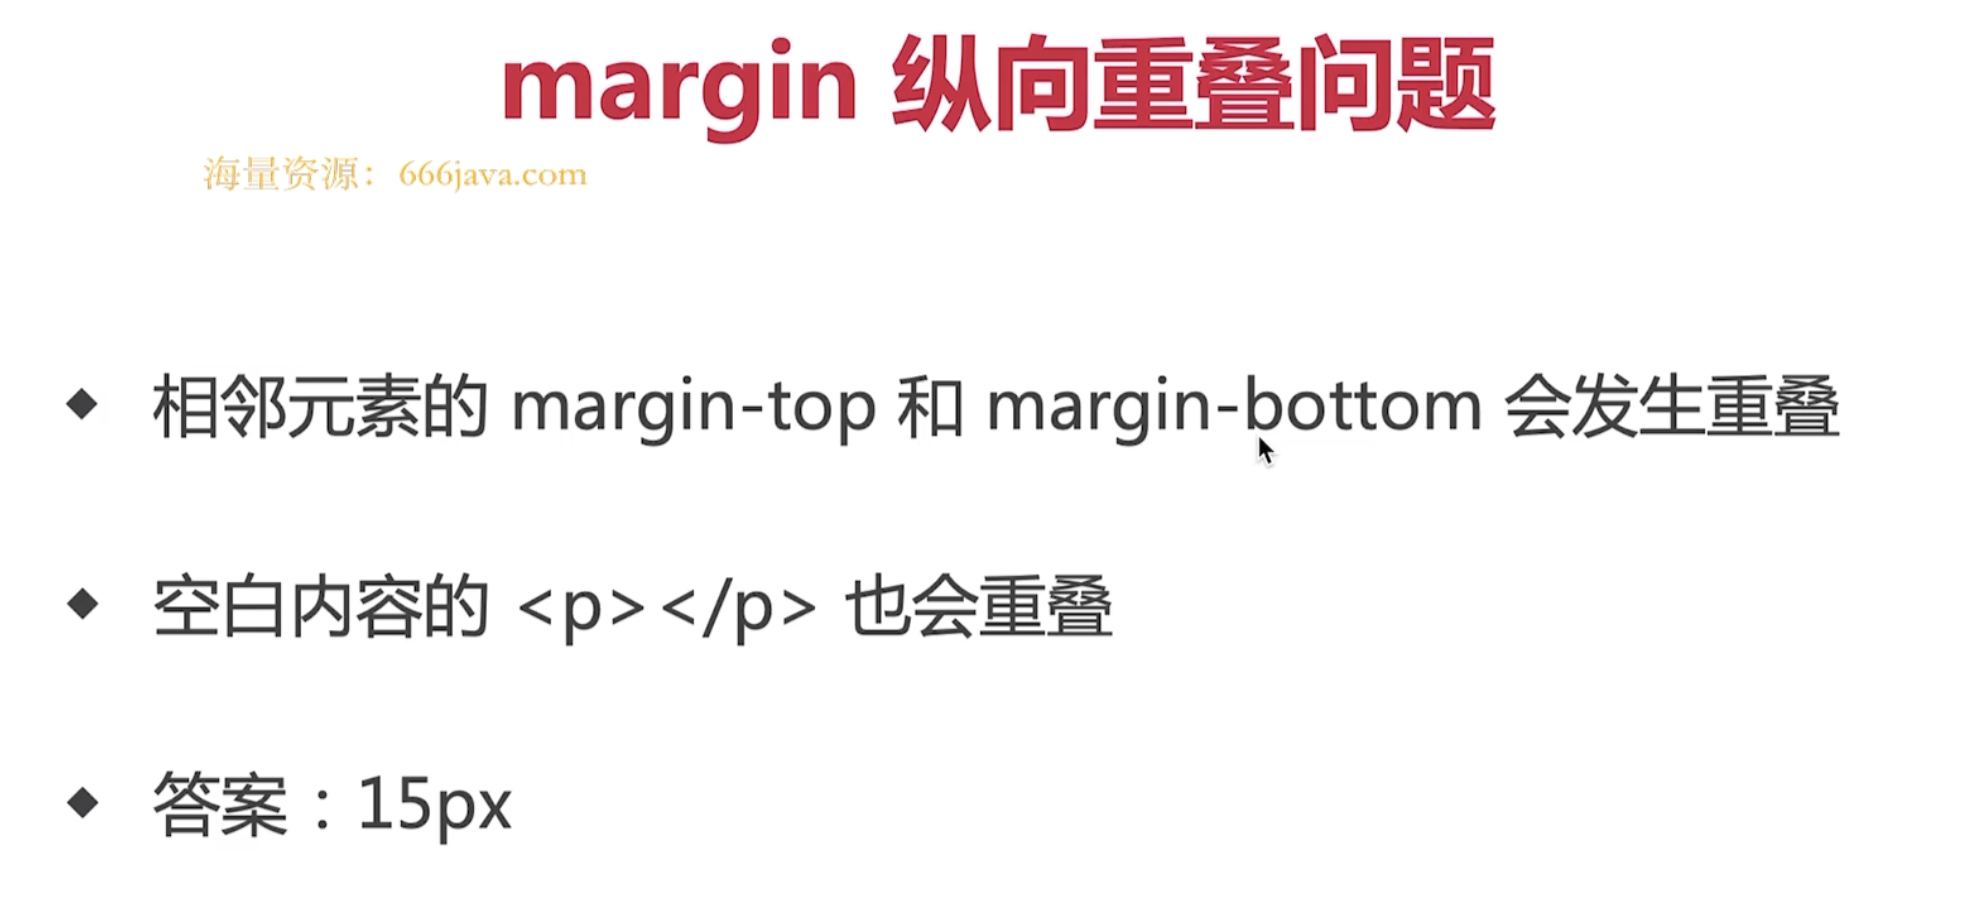 margin 纵向重叠问题
海量资源：666java.com
◆ 相邻元素的 margin-top 和 margin-bottom 会发生重叠
◆ 空白内容的 <p></p> 也会重叠
◆ 答案：15px